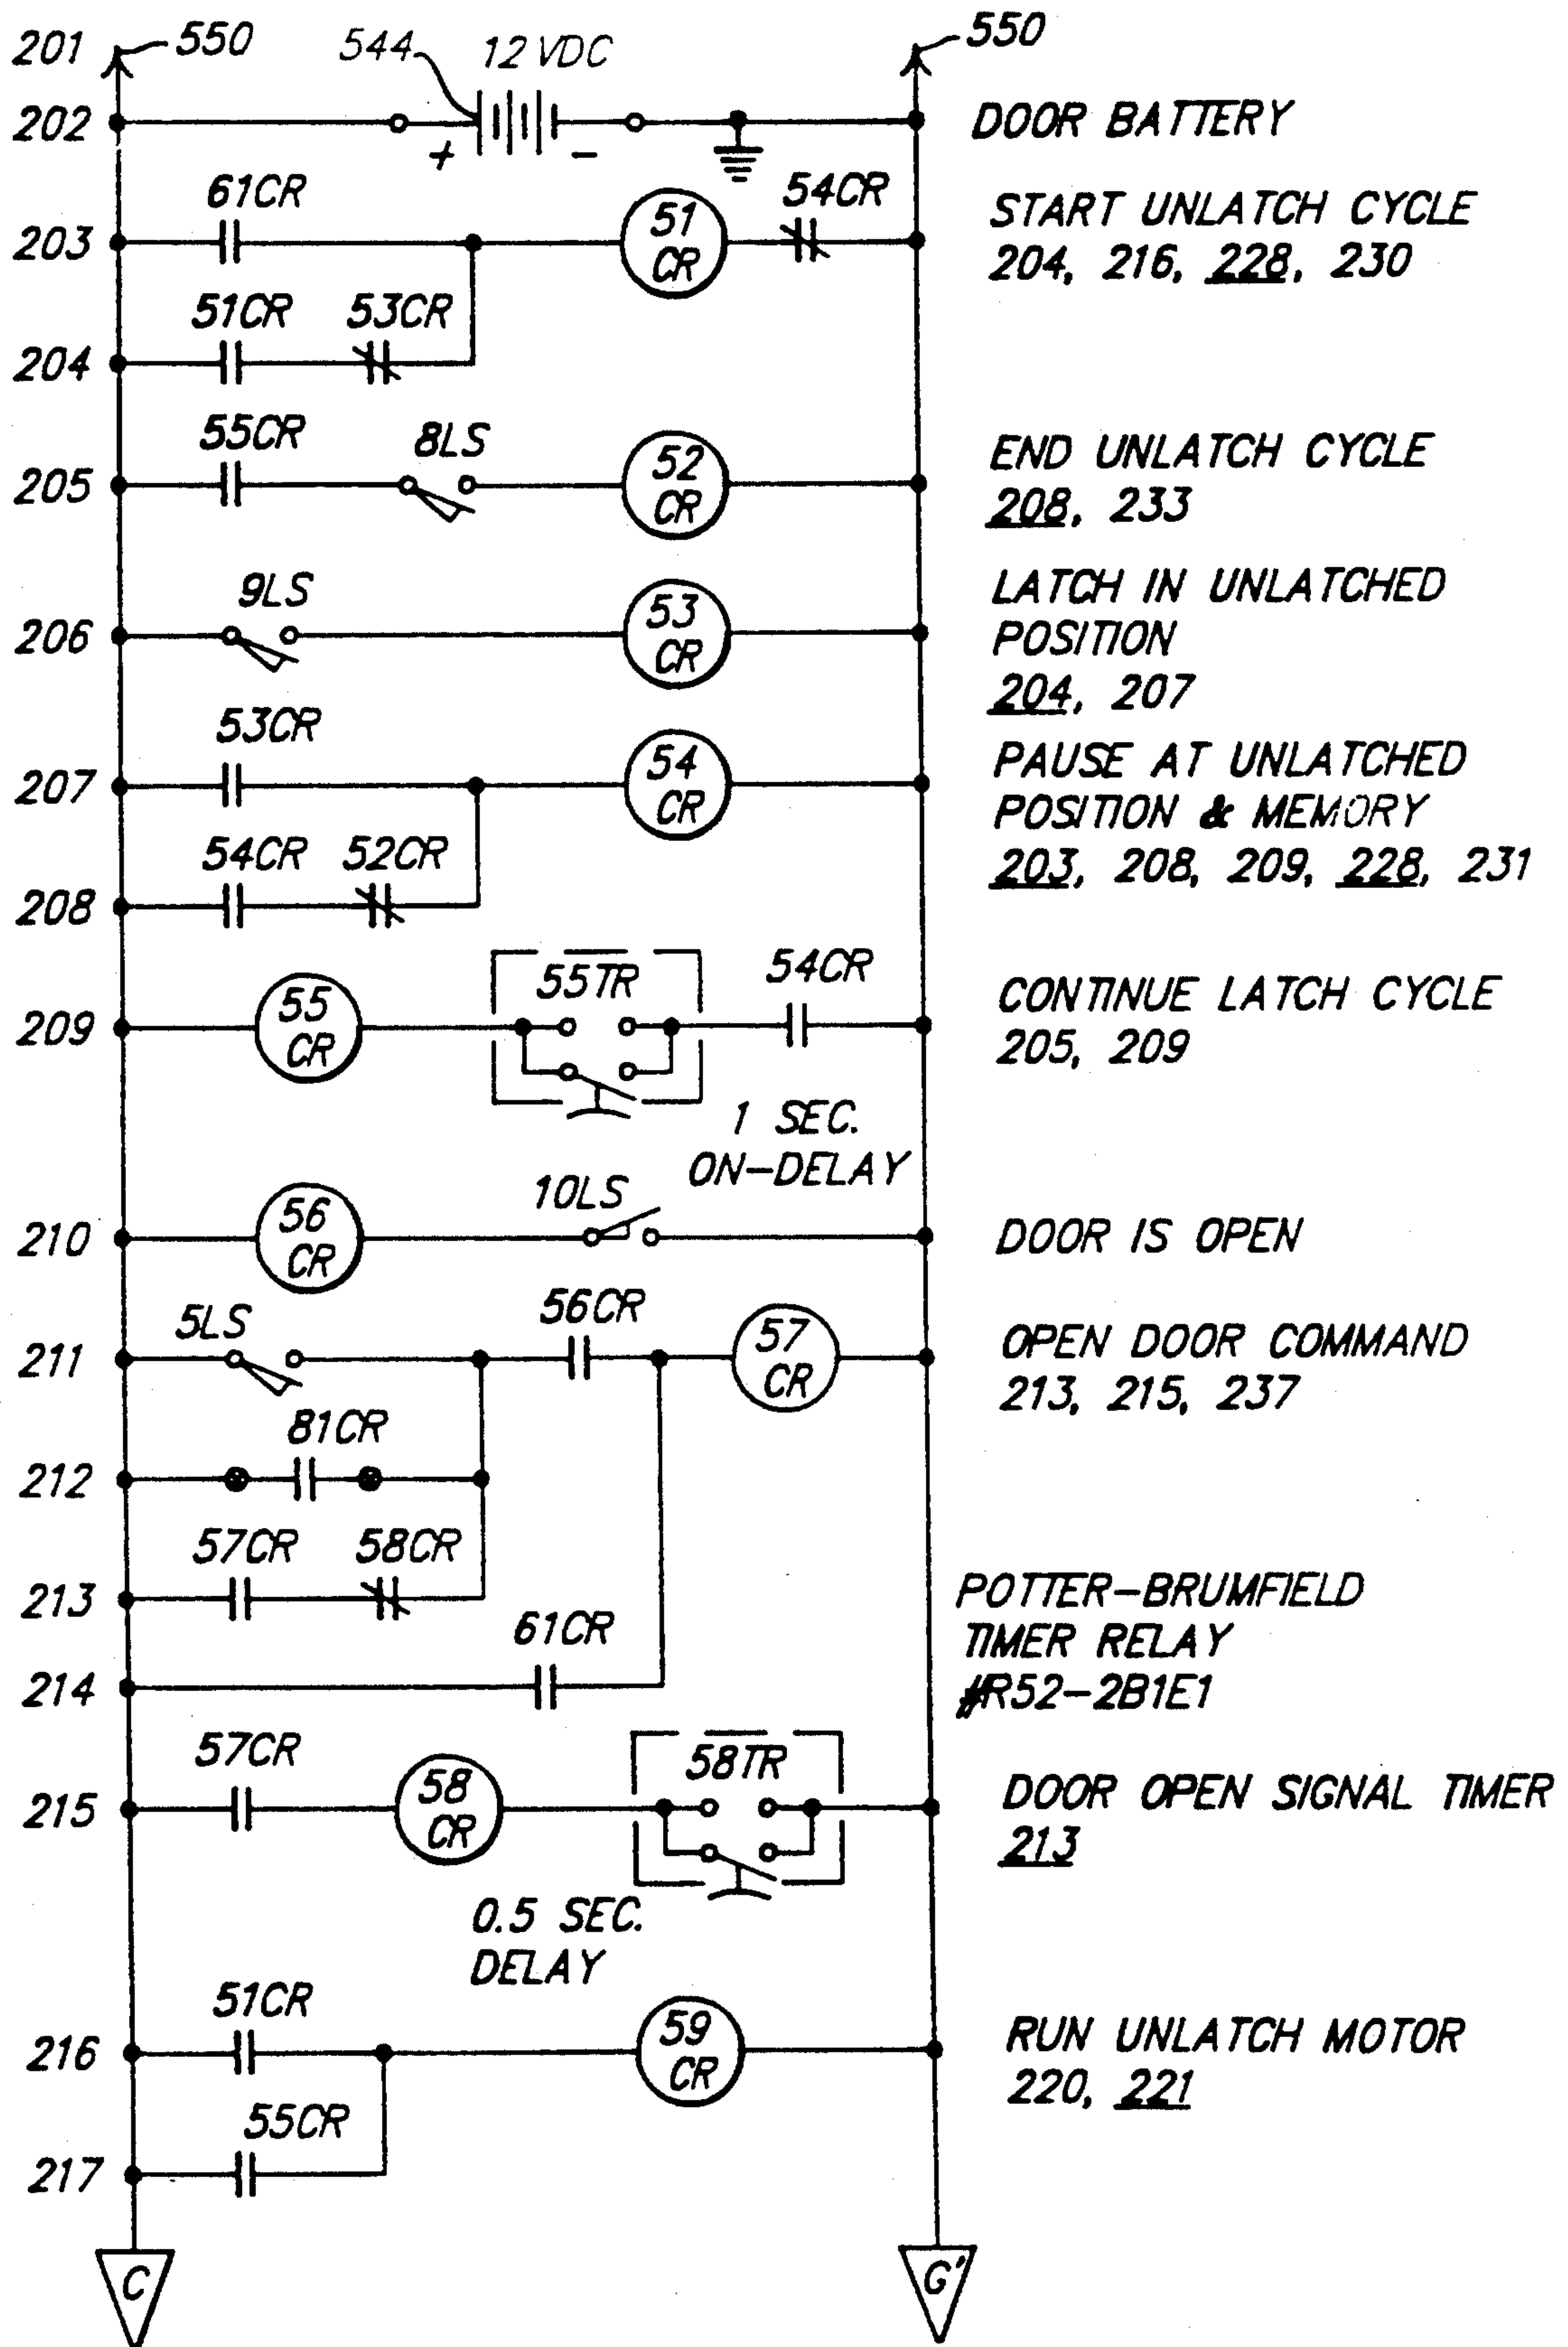 201 550 544 12 VDC 550
202 + - DOOR BATTERY
61CR 54CR
203 51 CR START UNLATCH CYCLE
204, 216, 228, 230
51CR 53CR
204
55CR 8LS
205 52 CR END UNLATCH CYCLE
208, 233
9LS
206 53 CR LATCH IN UNLATCHED
POSITION
204, 207
53CR
207 54 CR PAUSE AT UNLATCHED
POSITION & MEMORY
203, 208, 209, 228, 231
54CR 52CR
208
55TR 54CR
209 55 CR CONTINUE LATCH CYCLE
205, 209
1 SEC.
ON-DELAY
10LS
210 56 CR DOOR IS OPEN
5LS 56CR
211 57 CR OPEN DOOR COMMAND
213, 215, 237
81CR
212
57CR 58CR
213 POTTER-BRUMFIELD
TIMER RELAY
#R52-2B1E1
61CR
214
57CR 58TR
215 58 CR DOOR OPEN SIGNAL TIMER
213
0.5 SEC.
DELAY
51CR
216 59 CR RUN UNLATCH MOTOR
220, 221
55CR
217
C G'